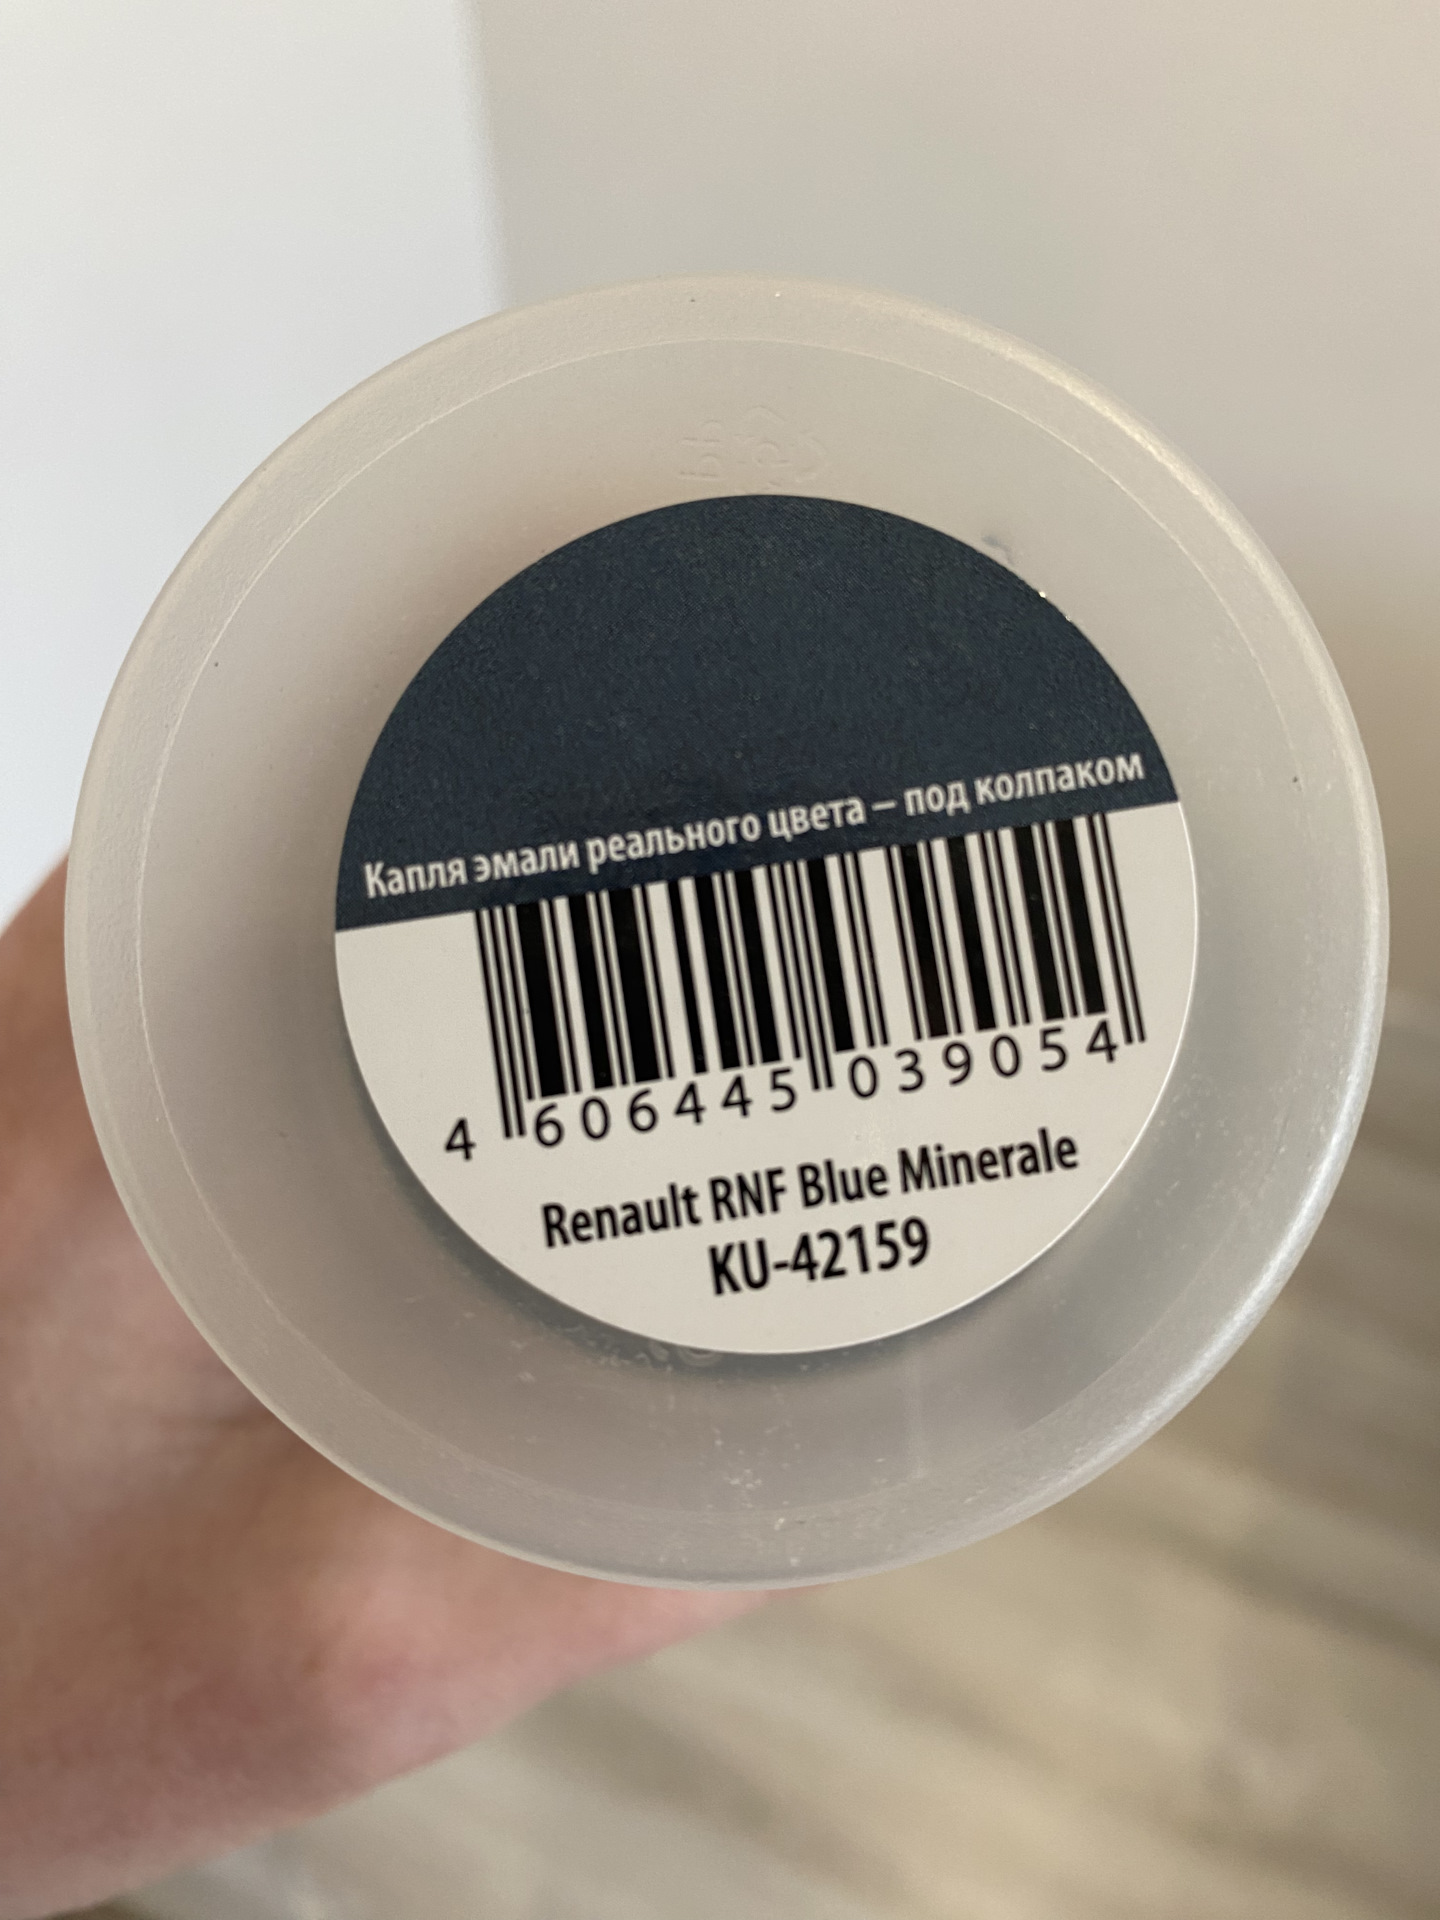 Капля эмали реального цвета – под колпаком
4 606445 039054
Renault RNF Blue Minerale
KU-42159